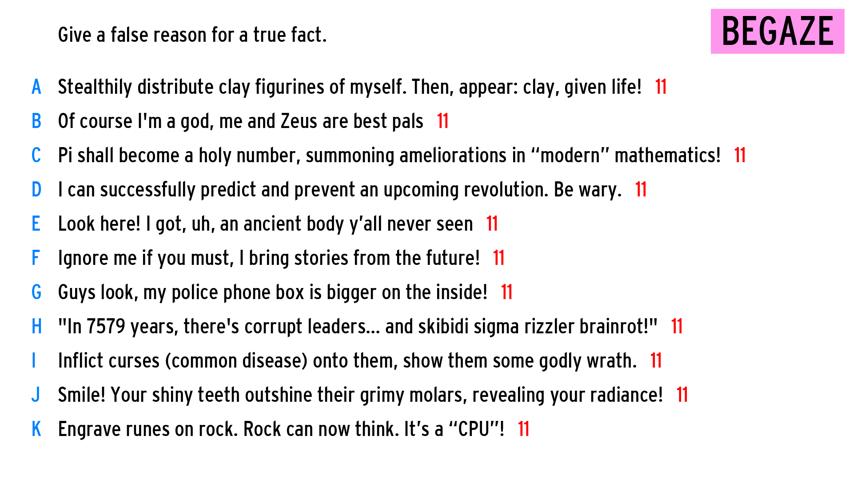 Give a false reason for a true fact.
BEGAZE
A Stealthily distribute clay figurines of myself. Then, appear: clay, given life! 11
B Of course I'm a god, me and Zeus are best pals 11
C Pi shall become a holy number, summoning ameliorations in “modern” mathematics! 11
D I can successfully predict and prevent an upcoming revolution. Be wary. 11
E Look here! I got, uh, an ancient body y’all never seen 11
F Ignore me if you must, I bring stories from the future! 11
G Guys look, my police phone box is bigger on the inside! 11
H "In 7579 years, there's corrupt leaders... and skibidi sigma rizzler brainrot!" 11
I Inflict curses (common disease) onto them, show them some godly wrath. 11
J Smile! Your shiny teeth outshine their grimy molars, revealing your radiance! 11
K Engrave runes on rock. Rock can now think. It’s a “CPU”! 11